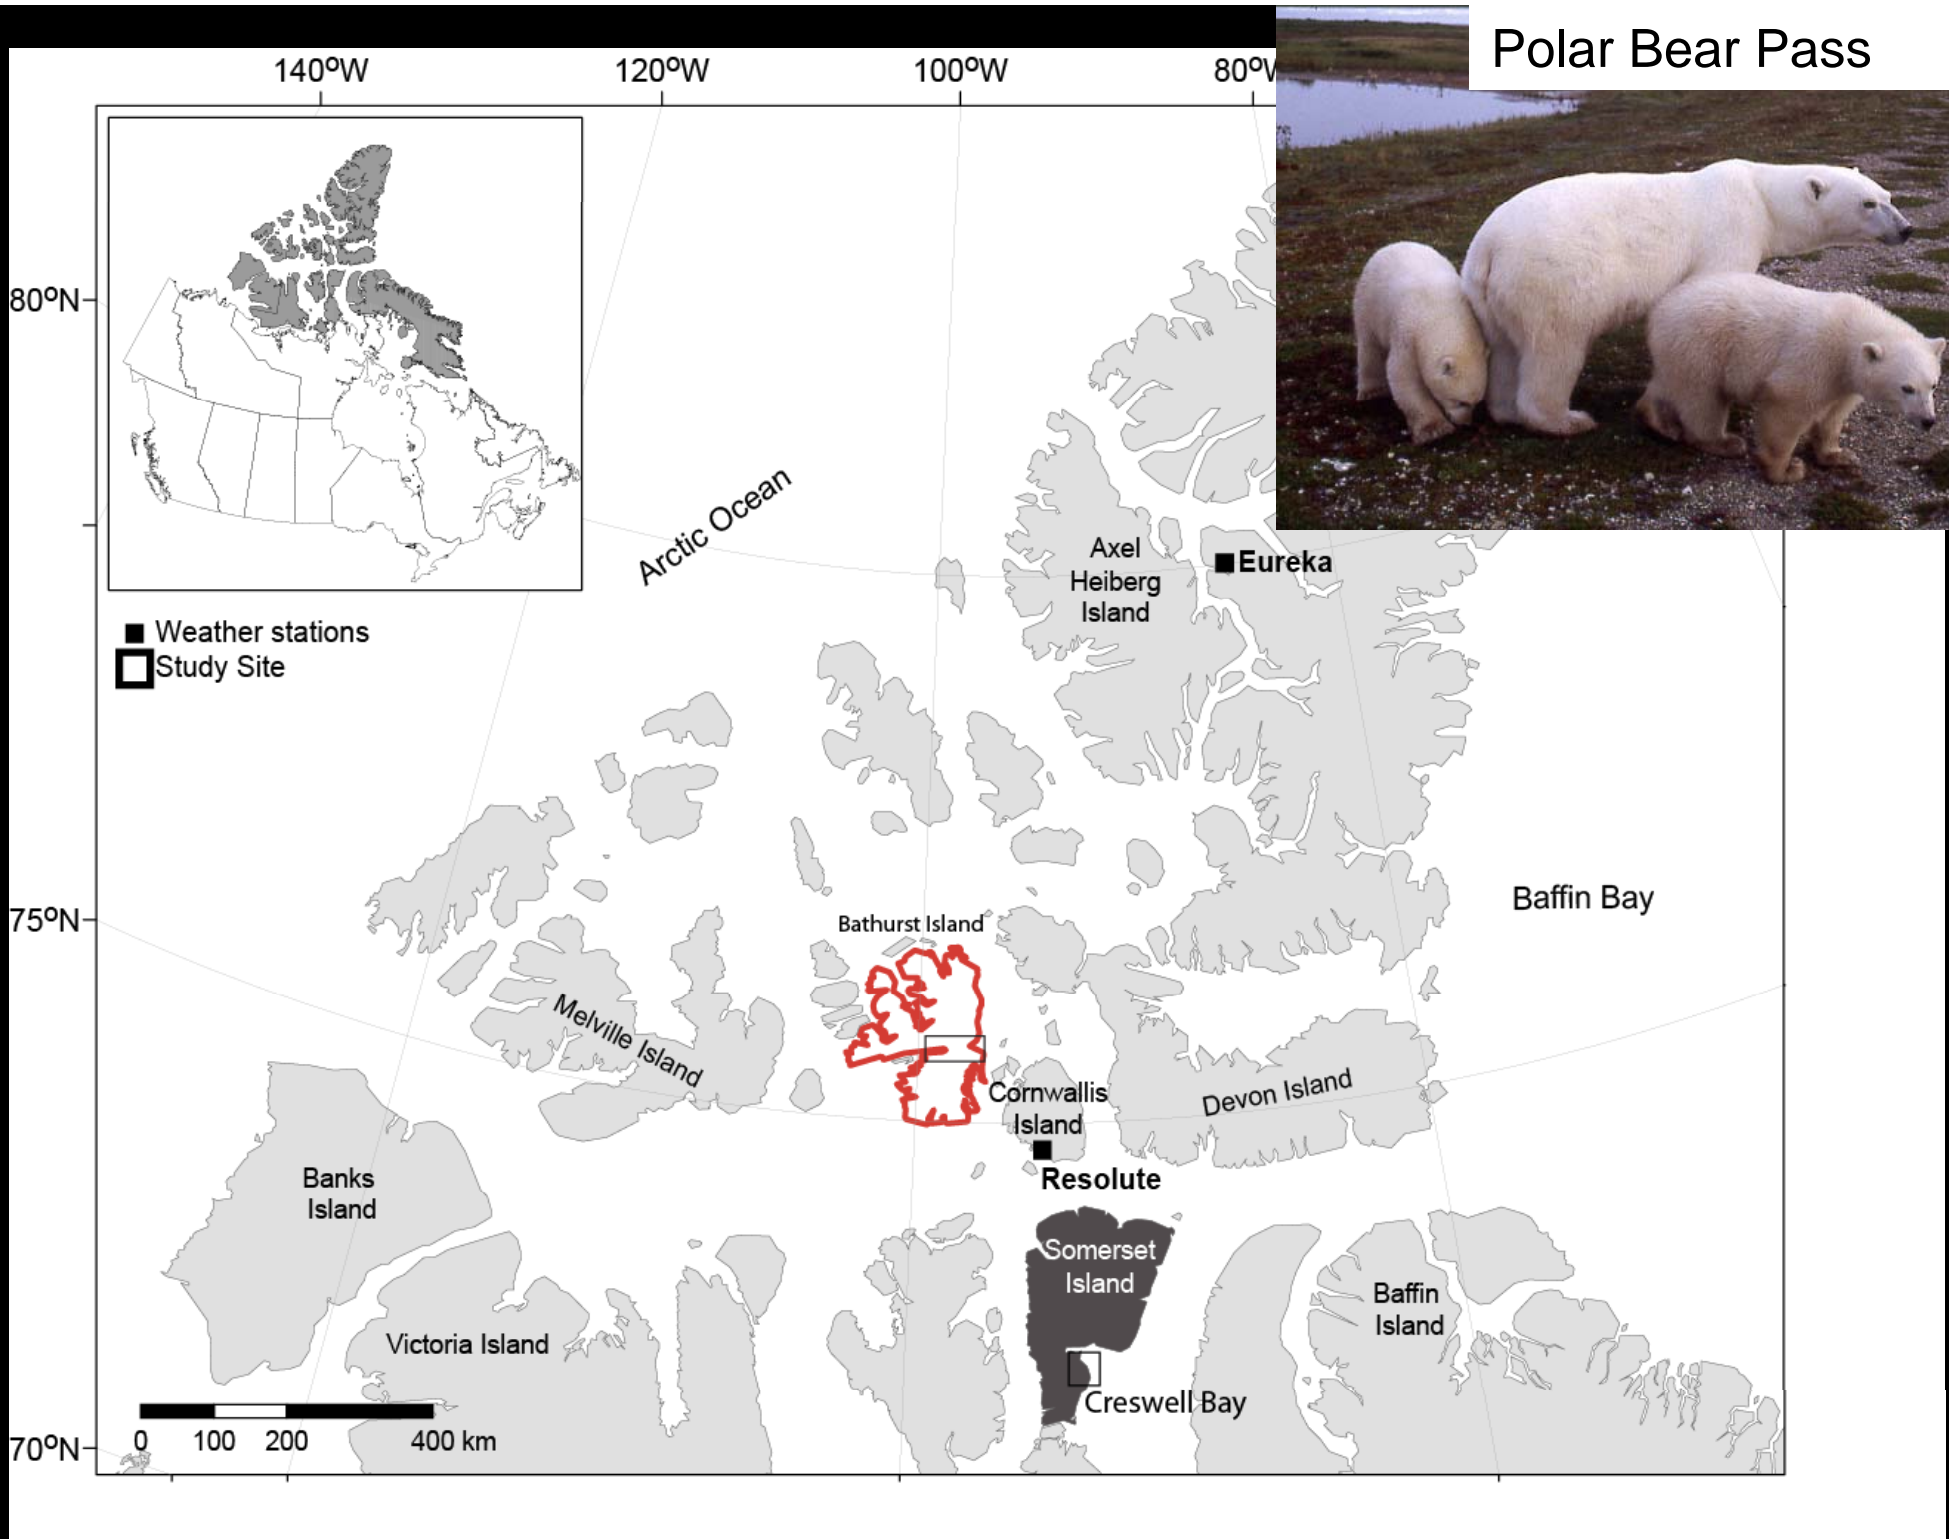 Polar Bear Pass
140ºW
120ºW
100ºW
80ºW
80ºN
75ºN
70ºN
Arctic Ocean
Axel
Heiberg
Island
Eureka
Weather stations
Study Site
Baffin Bay
Bathurst Island
Melville Island
Cornwallis
Island
Devon Island
Resolute
Banks
Island
Somerset
Island
Baffin
Island
Victoria Island
Creswell Bay
0 100 200 400 km